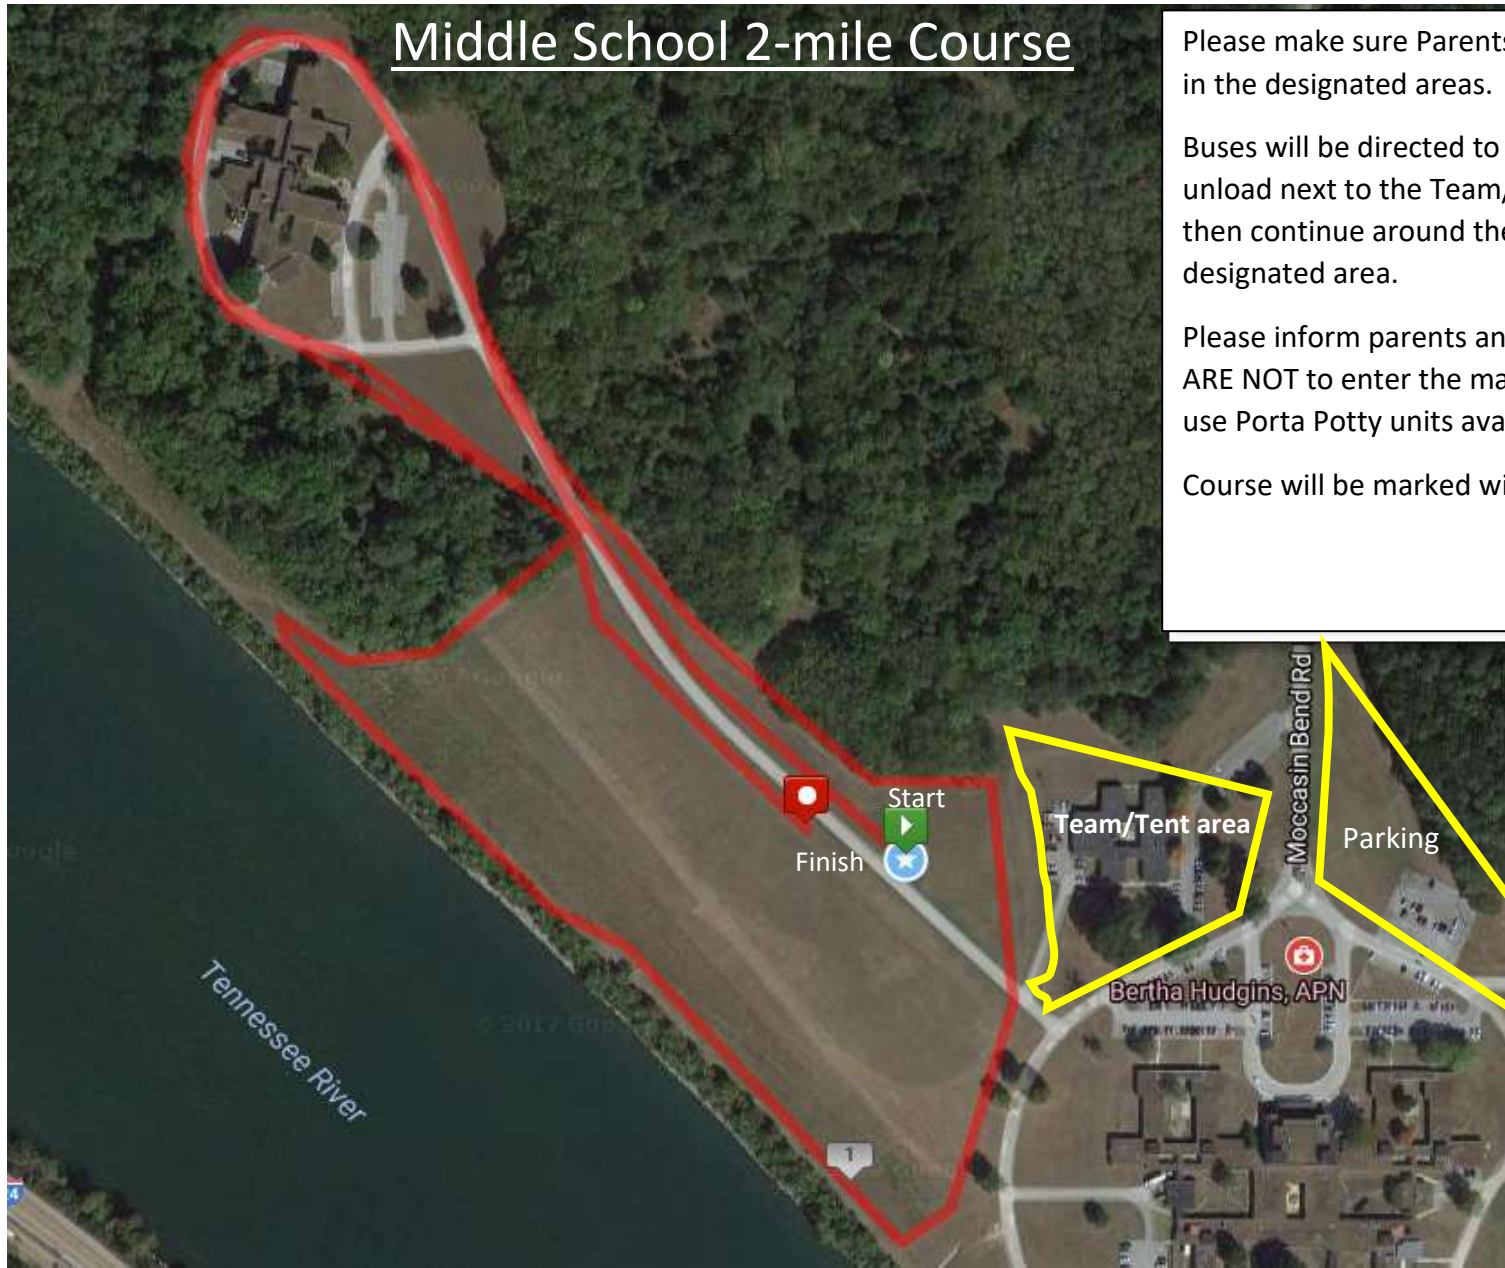 Middle School 2-mile Course
Please make sure Parents
in the designated areas.
Buses will be directed to
unload next to the Team/
then continue around the
designated area.
Please inform parents an
ARE NOT to enter the ma
use Porta Potty units ava
Course will be marked wi
Moccasin Bend Rd
Start
Team/Tent area
Parking
Finish
Bertha Hudgins, APN
Tennessee River
© 2017 Goo
1
24